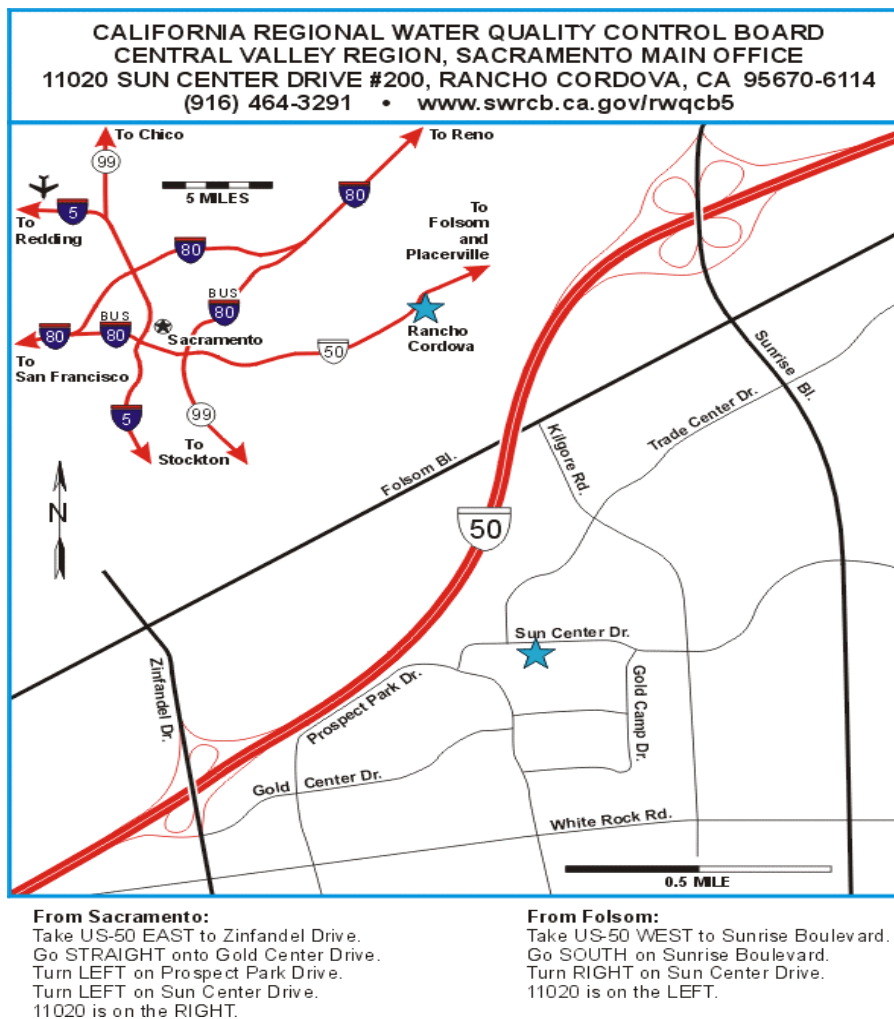 CALIFORNIA REGIONAL WATER QUALITY CONTROL BOARD
CENTRAL VALLEY REGION, SACRAMENTO MAIN OFFICE
11020 SUN CENTER DRIVE #200, RANCHO CORDOVA, CA 95670-6114
(916) 464-3291 • www.swrcb.ca.gov/rwqcb5
To Chico
To Reno
99
5 MILES
80
5
To
Redding
To
Folsom
and
Placerville
80
BUS
80
BUS
80
80
Sacramento
50
Rancho
Cordova
To
San Francisco
5
99
To
Stockton
N
Folsom Bl.
Kilgore Rd.
Trade Center Dr.
Sunrise Bl.
50
Sun Center Dr.
Zinfandel Dr.
Prospect Park Dr.
Gold Camp Dr.
Gold Center Dr.
White Rock Rd.
0.5 MILE
From Sacramento:
Take US-50 EAST to Zinfandel Drive.
Go STRAIGHT onto Gold Center Drive.
Turn LEFT on Prospect Park Drive.
Turn LEFT on Sun Center Drive.
11020 is on the RIGHT.
From Folsom:
Take US-50 WEST to Sunrise Boulevard.
Go SOUTH on Sunrise Boulevard.
Turn RIGHT on Sun Center Drive.
11020 is on the LEFT.